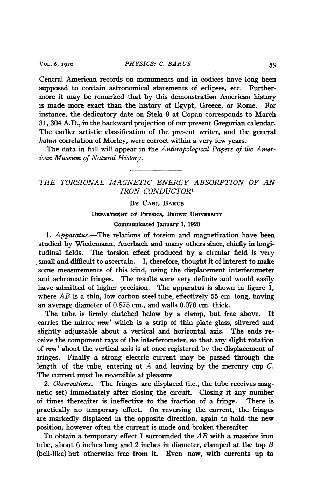 VOL. 6, 1920 PHYSICS: C. BARUS 59
Central American records on monuments and in codices have long been
supposed to contain astronomical statements of eclipses, etc. Further-
more it may be remarked that by this demonstration American history
is made more exact than the history of Egypt, Greece, or Rome. For
instance, the dedicatory date on Stela 9 at Copan corresponds to March
31, 304 A.D., in the backward projection of our present Gregorian calendar.
The earlier artistic classification of the present writer, and the general
katun correlation of Morley, were correct within a very few years.
The data in full will appear in the Anthropological Papers of the Amer-
ican Museum of Natural History.
THE TORSIONAL MAGNETIC ENERGY ABSORPTION OF AN
IRON CONDUCTOR
BY CARL BARUS
DEPARTMENT OF PHYSICS, BROWN UNIVERSITY
Communicated January 1, 1920
1. Apparatus.—The relations of torsion and magnetization have been
studied by Wiedemann, Auerbach and many others since, chiefly in longi-
tudinal fields. The torsion effect produced by a circular field is very
small and difficult to ascertain. I, therefore, thought it of interest to make
some measurements of this kind, using the displacement interferometer
and astromatic fringes. The results were very definite and would easily
have admitted of higher precision. The apparatus is shown in figure 1,
where AB is a thin, low carbon steel tube, effectively 55 cm. long, having
an average diameter of 0.875 cm., and walls 0.076 cm. thick.
The tube is firmly clutched below by a clamp, but free above. It
carries the mirror mm' which is a strip of thin plate glass, silvered and
slightly adjustable about a vertical and horizontal axis. The ends re-
ceive the component rays of the interferometer, so that any slight rotation
of mm' about the vertical axis is at once registered by the displacement of
fringes. Finally a strong electric current may be passed through the
length of the tube, entering at A and leaving by the mercury cup C.
The current must be reversible at pleasure
2. Observations. The fringes are displaced (i.e., the tube receives mag-
netic set) immediately after closing the circuit. Closing it any number
of times thereafter is ineffective to the fraction of a fringe. There is
practically no temporary effect. On reversing the current, the fringes
are markedly displaced in the opposite direction, again to hold the new
position, however often the current is made and broken thereafter
To obtain a temporary effect I surrounded the AB with a massive iron
tube, about 6 inches long and 2 inches in diameter, clamped at the top B
(bell-like) but otherwise free from it. Even now, with currents up to